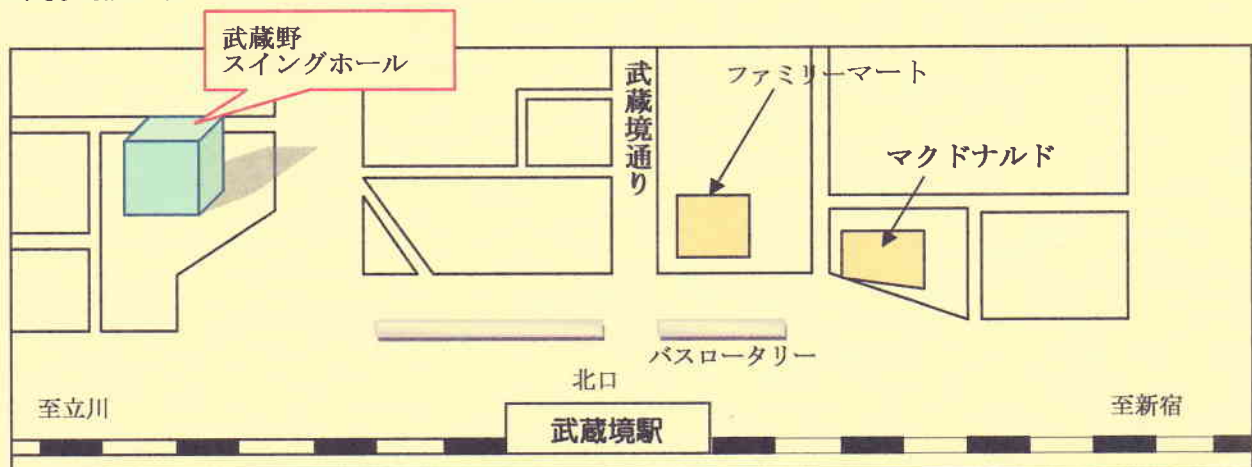 武蔵野
スイングホール
武蔵境通り
ファミリーマート
マクドナルド
バスロータリー
北口
至立川
至新宿
武蔵境駅